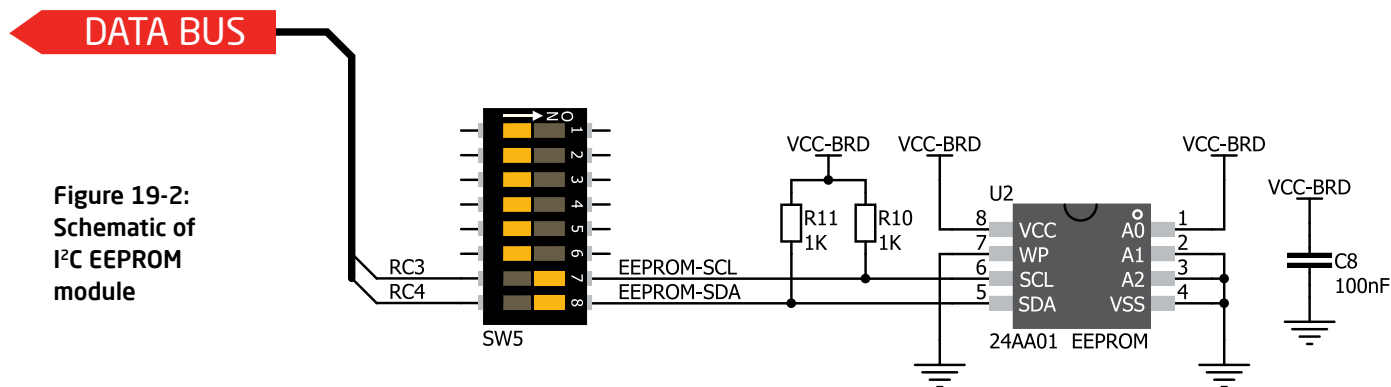 DATA BUS
Figure 19-2:
Schematic of
I²C EEPROM
module
ON
1
2
3
4
5
6
7
8
SW5
RC3
RC4
EEPROM-SCL
EEPROM-SDA
VCC-BRD
R11
1K
R10
1K
VCC-BRD
U2
8 VCC
7 WP
6 SCL
5 SDA
A0 1
A1 2
A2 3
VSS 4
24AA01 EEPROM
VCC-BRD
VCC-BRD
C8
100nF